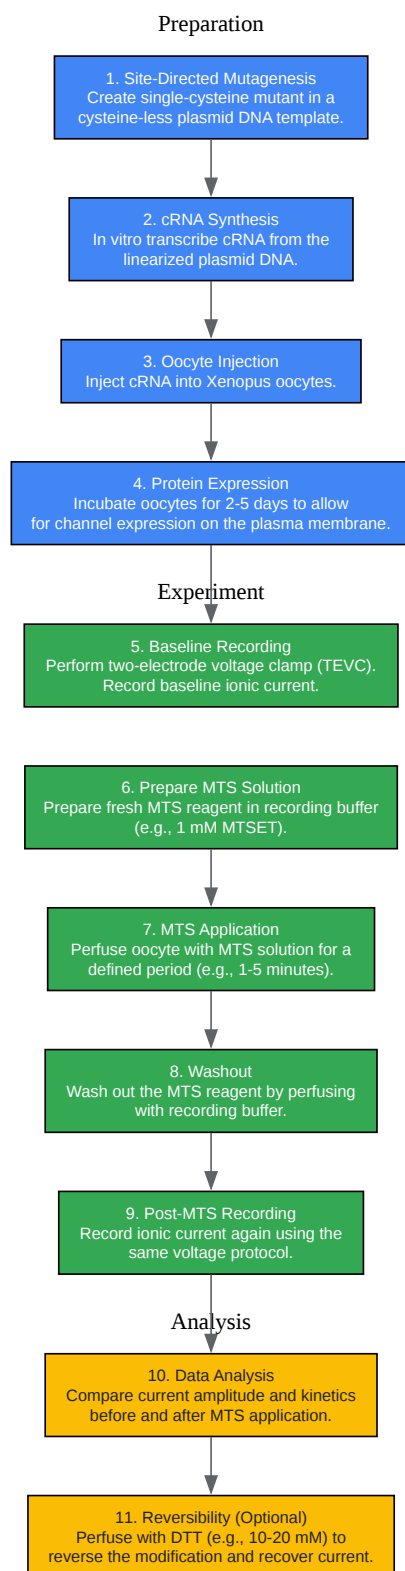 Preparation
1. Site-Directed Mutagenesis
Create single-cysteine mutant in a
cysteine-less plasmid DNA template.
2. cRNA Synthesis
In vitro transcribe cRNA from the
linearized plasmid DNA.
3. Oocyte Injection
Inject cRNA into Xenopus oocytes.
4. Protein Expression
Incubate oocytes for 2-5 days to allow
for channel expression on the plasma membrane.
Experiment
5. Baseline Recording
Perform two-electrode voltage clamp (TEVC).
Record baseline ionic current.
6. Prepare MTS Solution
Prepare fresh MTS reagent in recording buffer
(e.g., 1 mM MTSET).
7. MTS Application
Perfuse oocyte with MTS solution for a
defined period (e.g., 1-5 minutes).
8. Washout
Wash out the MTS reagent by perfusing
with recording buffer.
9. Post-MTS Recording
Record ionic current again using the
same voltage protocol.
Analysis
10. Data Analysis
Compare current amplitude and kinetics
before and after MTS application.
11. Reversibility (Optional)
Perfuse with DTT (e.g., 10-20 mM) to
reverse the modification and recover current.